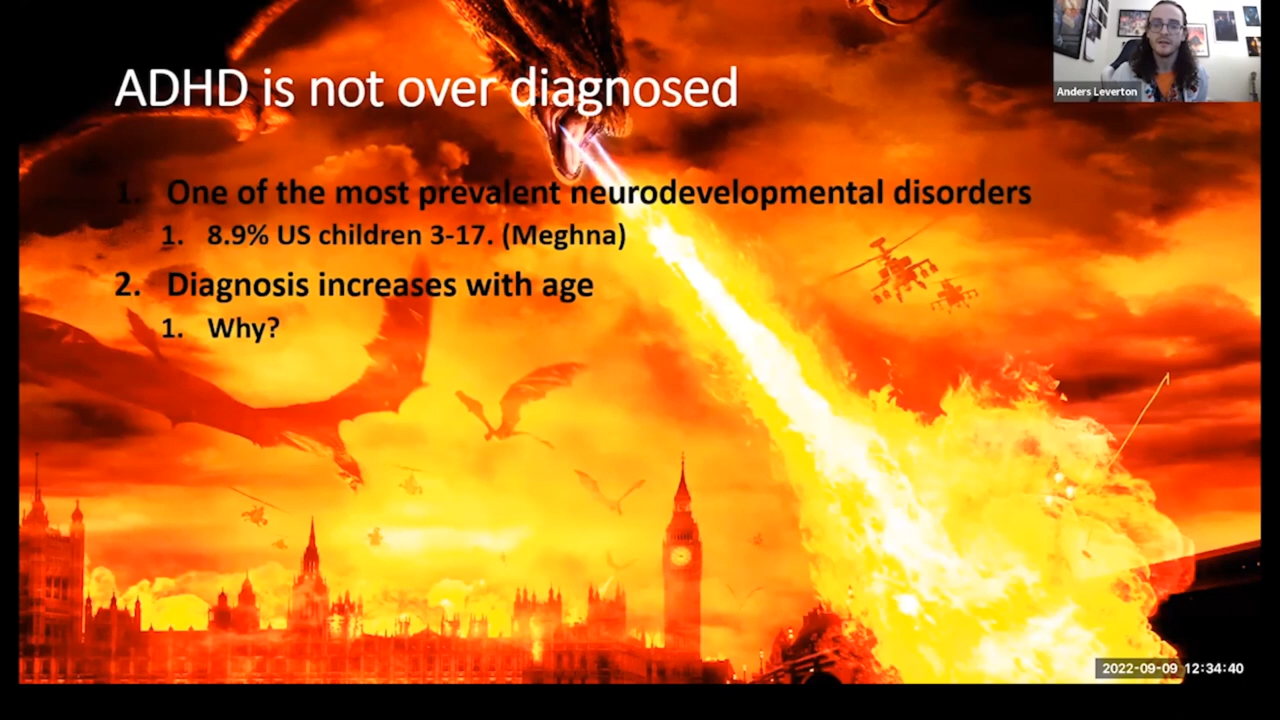 Anders Leverton
ADHD is not over diagnosed
1. One of the most prevalent neurodevelopmental disorders
1. 8.9% US children 3-17. (Meghna)
2. Diagnosis increases with age
1. Why?
2022-09-09 12:34:40